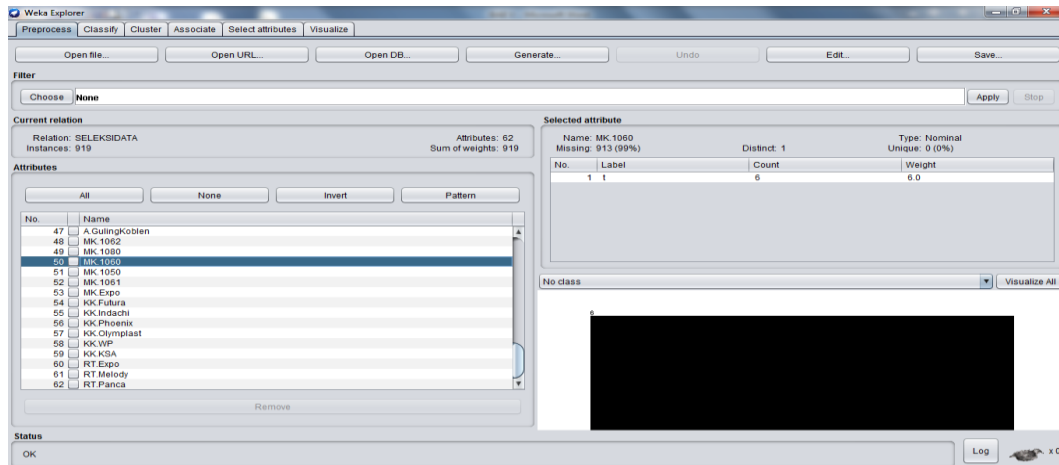 Weka Explorer
Preprocess Classify Cluster Associate Select attributes Visualize
Open file... Open URL... Open DB... Generate... Undo Edit... Save...
Filter
Choose None Apply Stop
Current relation
Relation: SELEKSIDATA Attributes: 62
Instances: 919 Sum of weights: 919
Attributes
All None Invert Pattern
No. Name
47 A.GulingKoblen
48 MK.1062
49 MK.1080
50 MK.1060
51 MK.1050
52 MK.1061
53 MK.Expo
54 KK.Futura
55 KK.Indachi
56 KK.Phoenix
57 KK.Olymplast
58 KK.WP
59 KK.KSA
60 RT.Expo
61 RT.Melody
62 RT.Panca
Remove
Selected attribute
Name: MK.1060 Type: Nominal
Missing: 913 (99%) Distinct: 1 Unique: 0 (0%)
No. Label Count Weight
1 t 6 6.0
No class Visualize All
6
Status
OK Log x 0